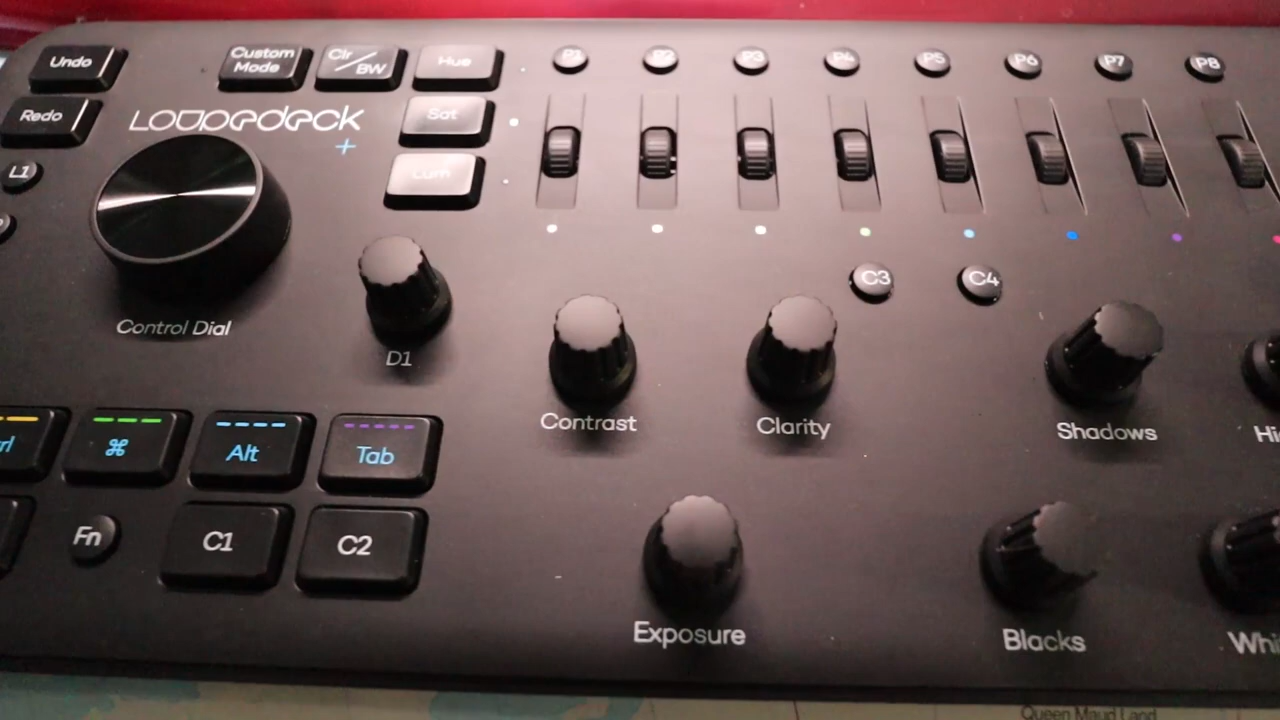 Undo
Custom
Mode
Clr/BW
Hue
P1
P2
P3
P4
P5
P6
P7
P8
Redo
Loupedeck
+
Sat
L1
Lum
C3
C4
Control Dial
D1
Contrast
Clarity
Shadows
⌘
Alt
Tab
Fn
C1
C2
Exposure
Blacks
Queen Maud Land